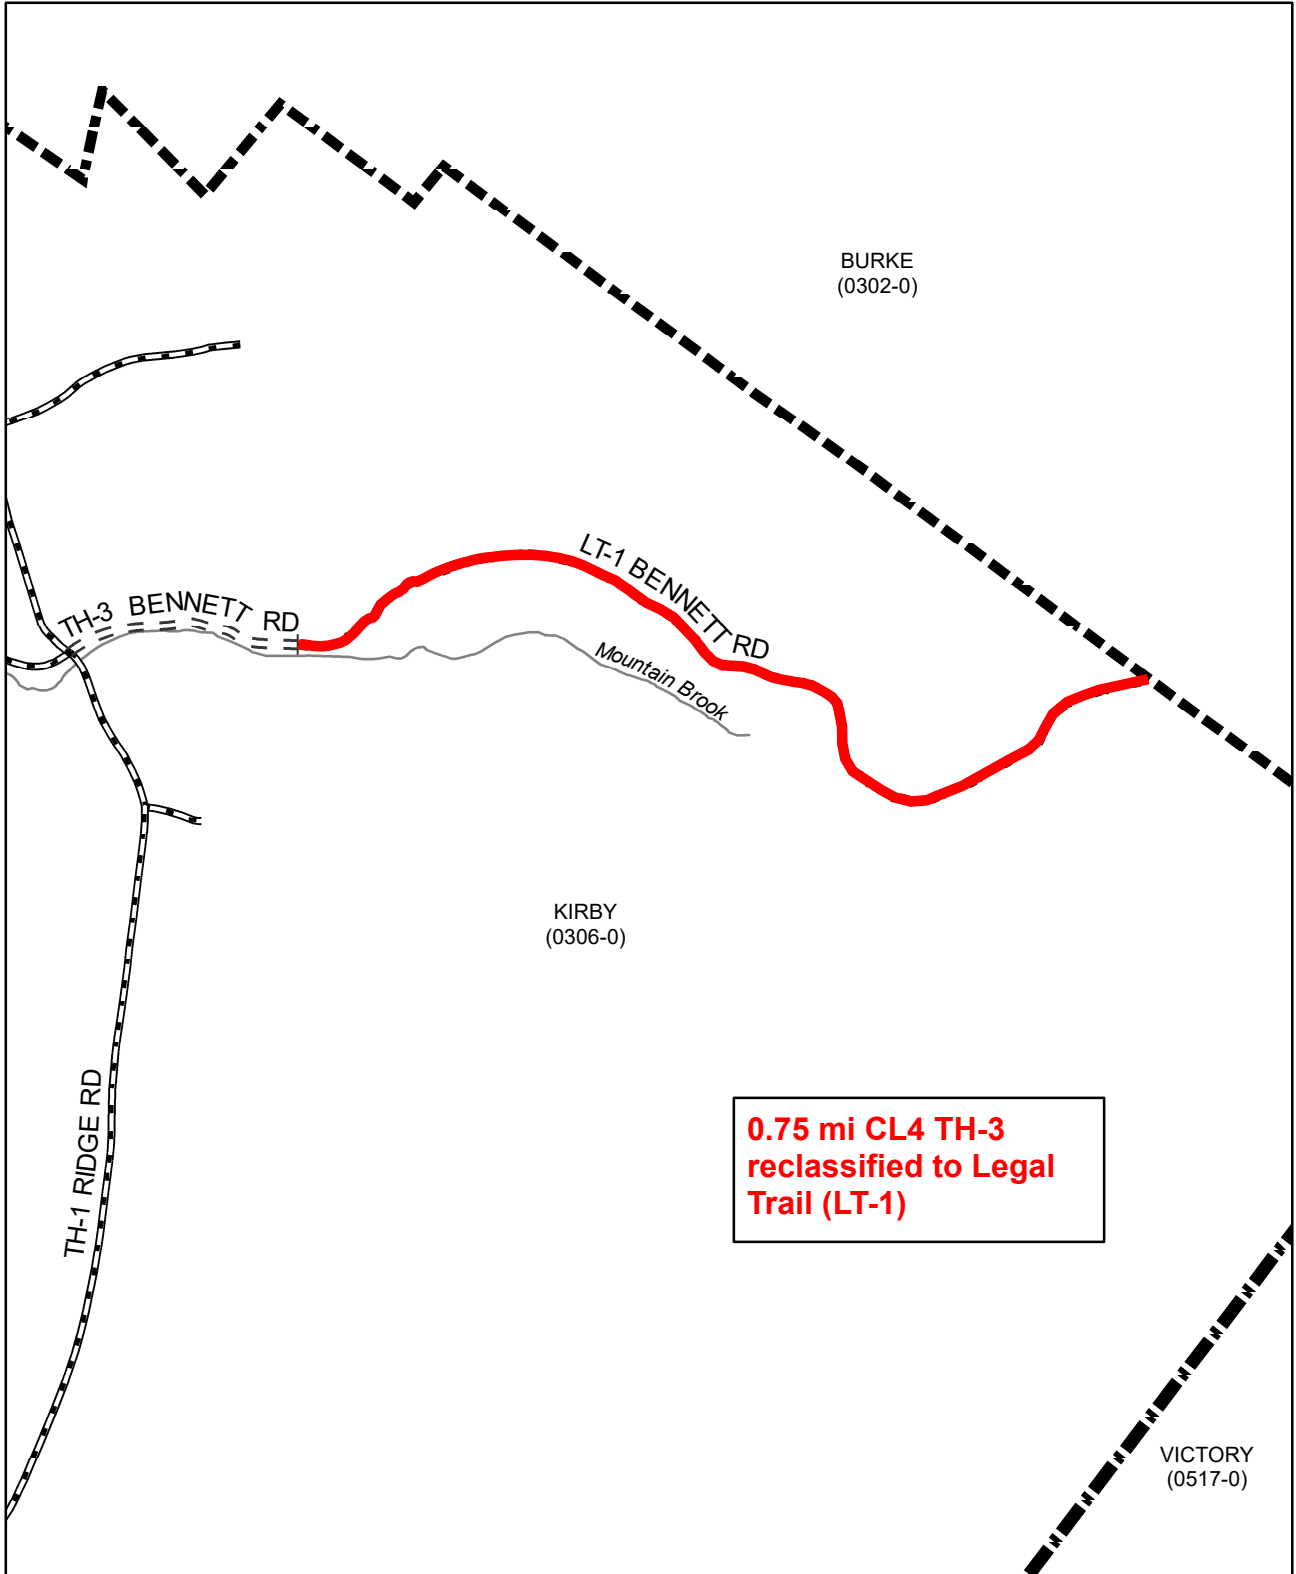 BURKE
(0302-0)
LT-1 BENNETT RD
TH-3 BENNETT RD
Mountain Brook
KIRBY
(0306-0)
TH-1 RIDGE RD
0.75 mi CL4 TH-3
reclassified to Legal
Trail (LT-1)
VICTORY
(0517-0)